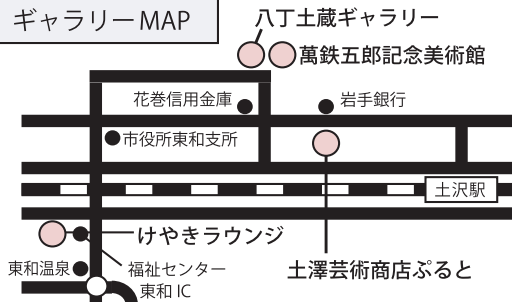 ギャラリーMAP
八丁土蔵ギャラリー
萬鉄五郎記念美術館
花巻信用金庫
岩手銀行
市役所東和支所
土沢駅
けやきラウンジ
東和温泉
福祉センター
土澤芸術商店ぷると
東和 IC